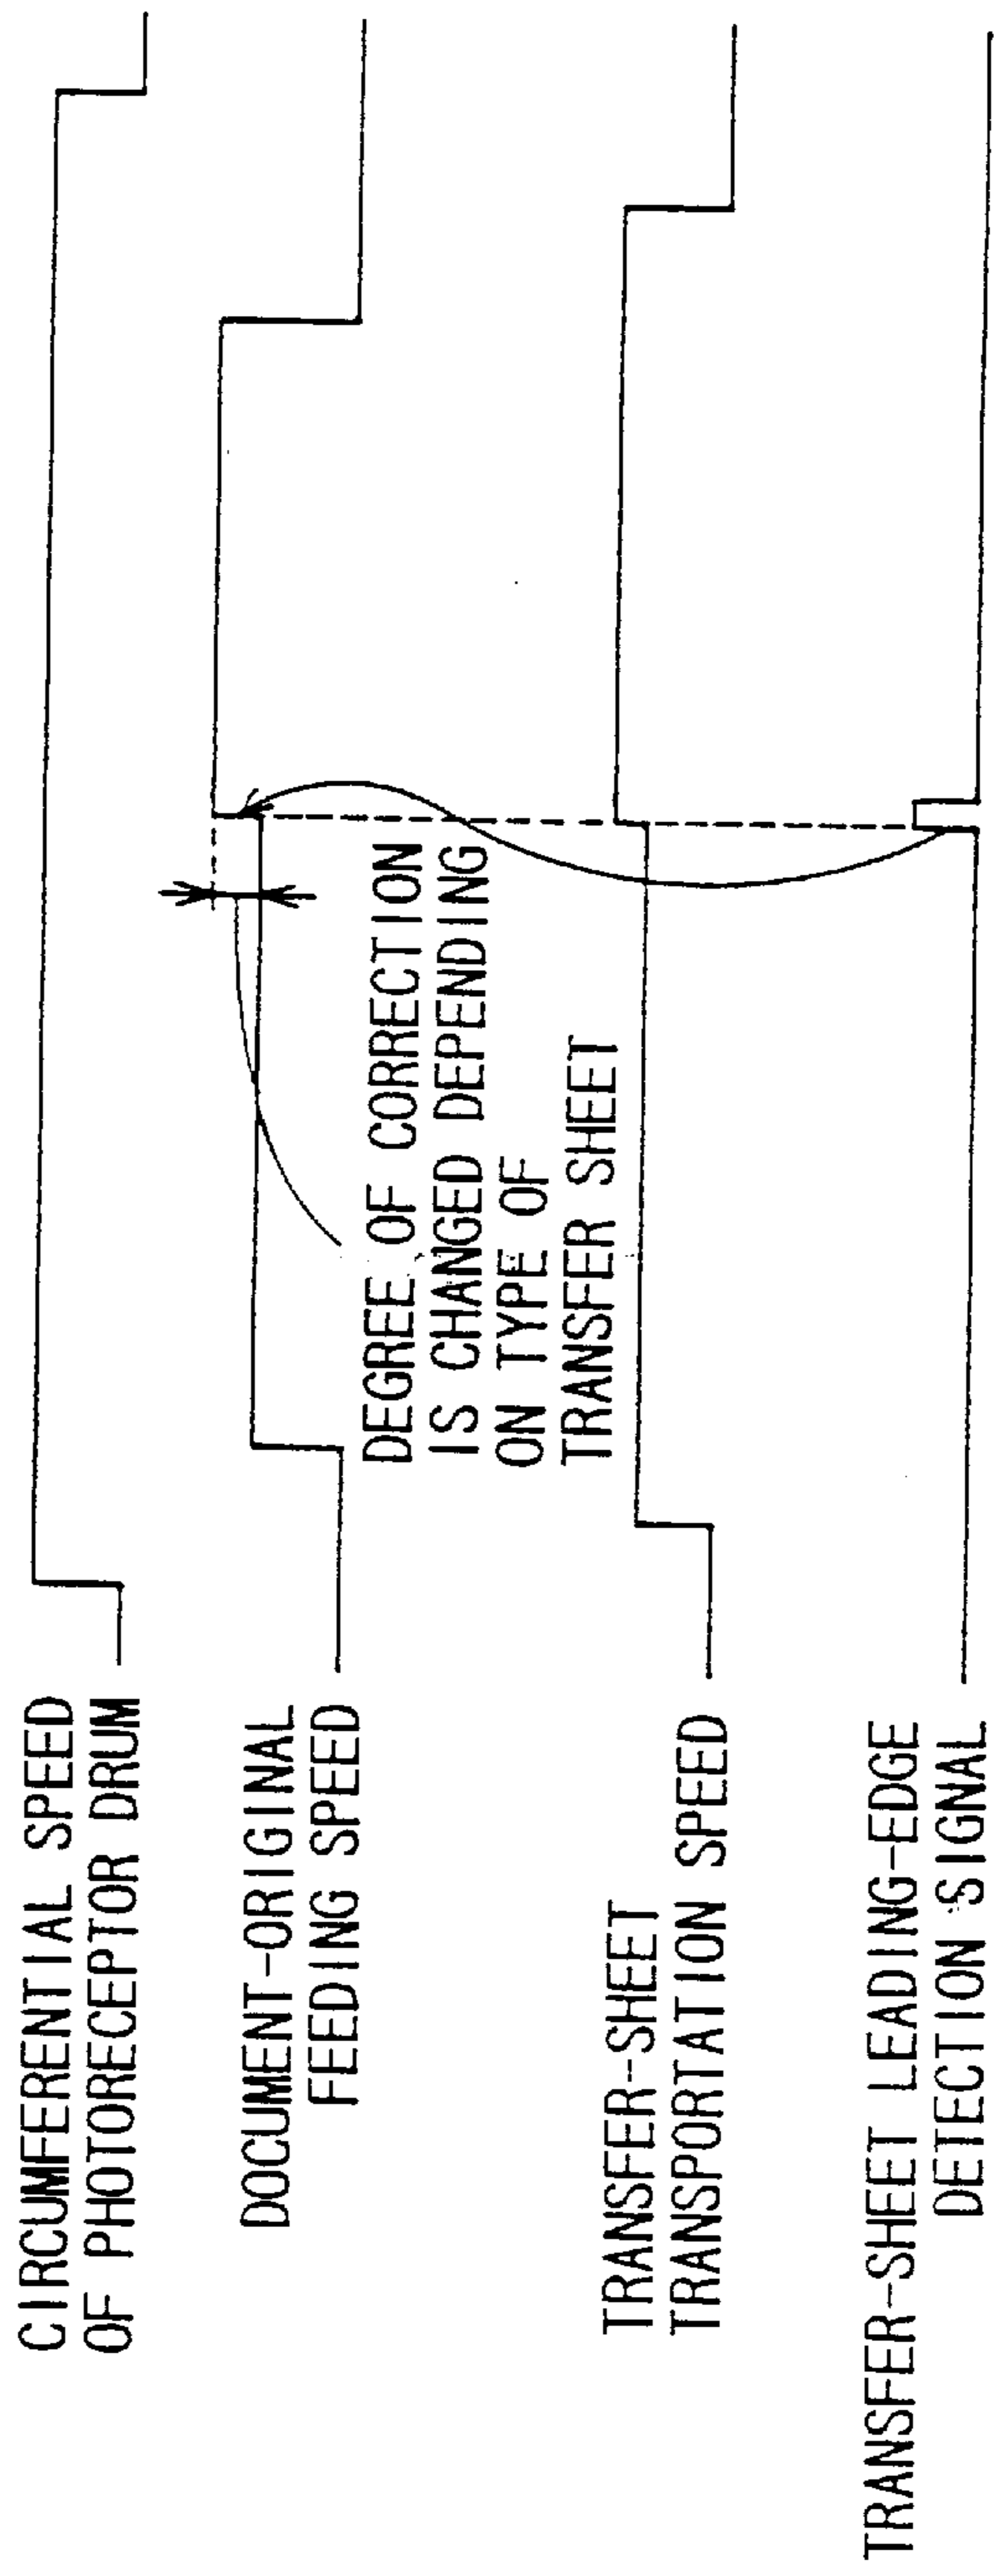 CIRCUMFERENTIAL SPEED
OF PHOTORECEPTOR DRUM
DOCUMENT-ORIGINAL
FEEDING SPEED
DEGREE OF CORRECTION
IS CHANGED DEPENDING
ON TYPE OF
TRANSFER SHEET
TRANSFER-SHEET
TRANSPORTATION SPEED
TRANSFER-SHEET LEADING-EDGE
DETECTION SIGNAL